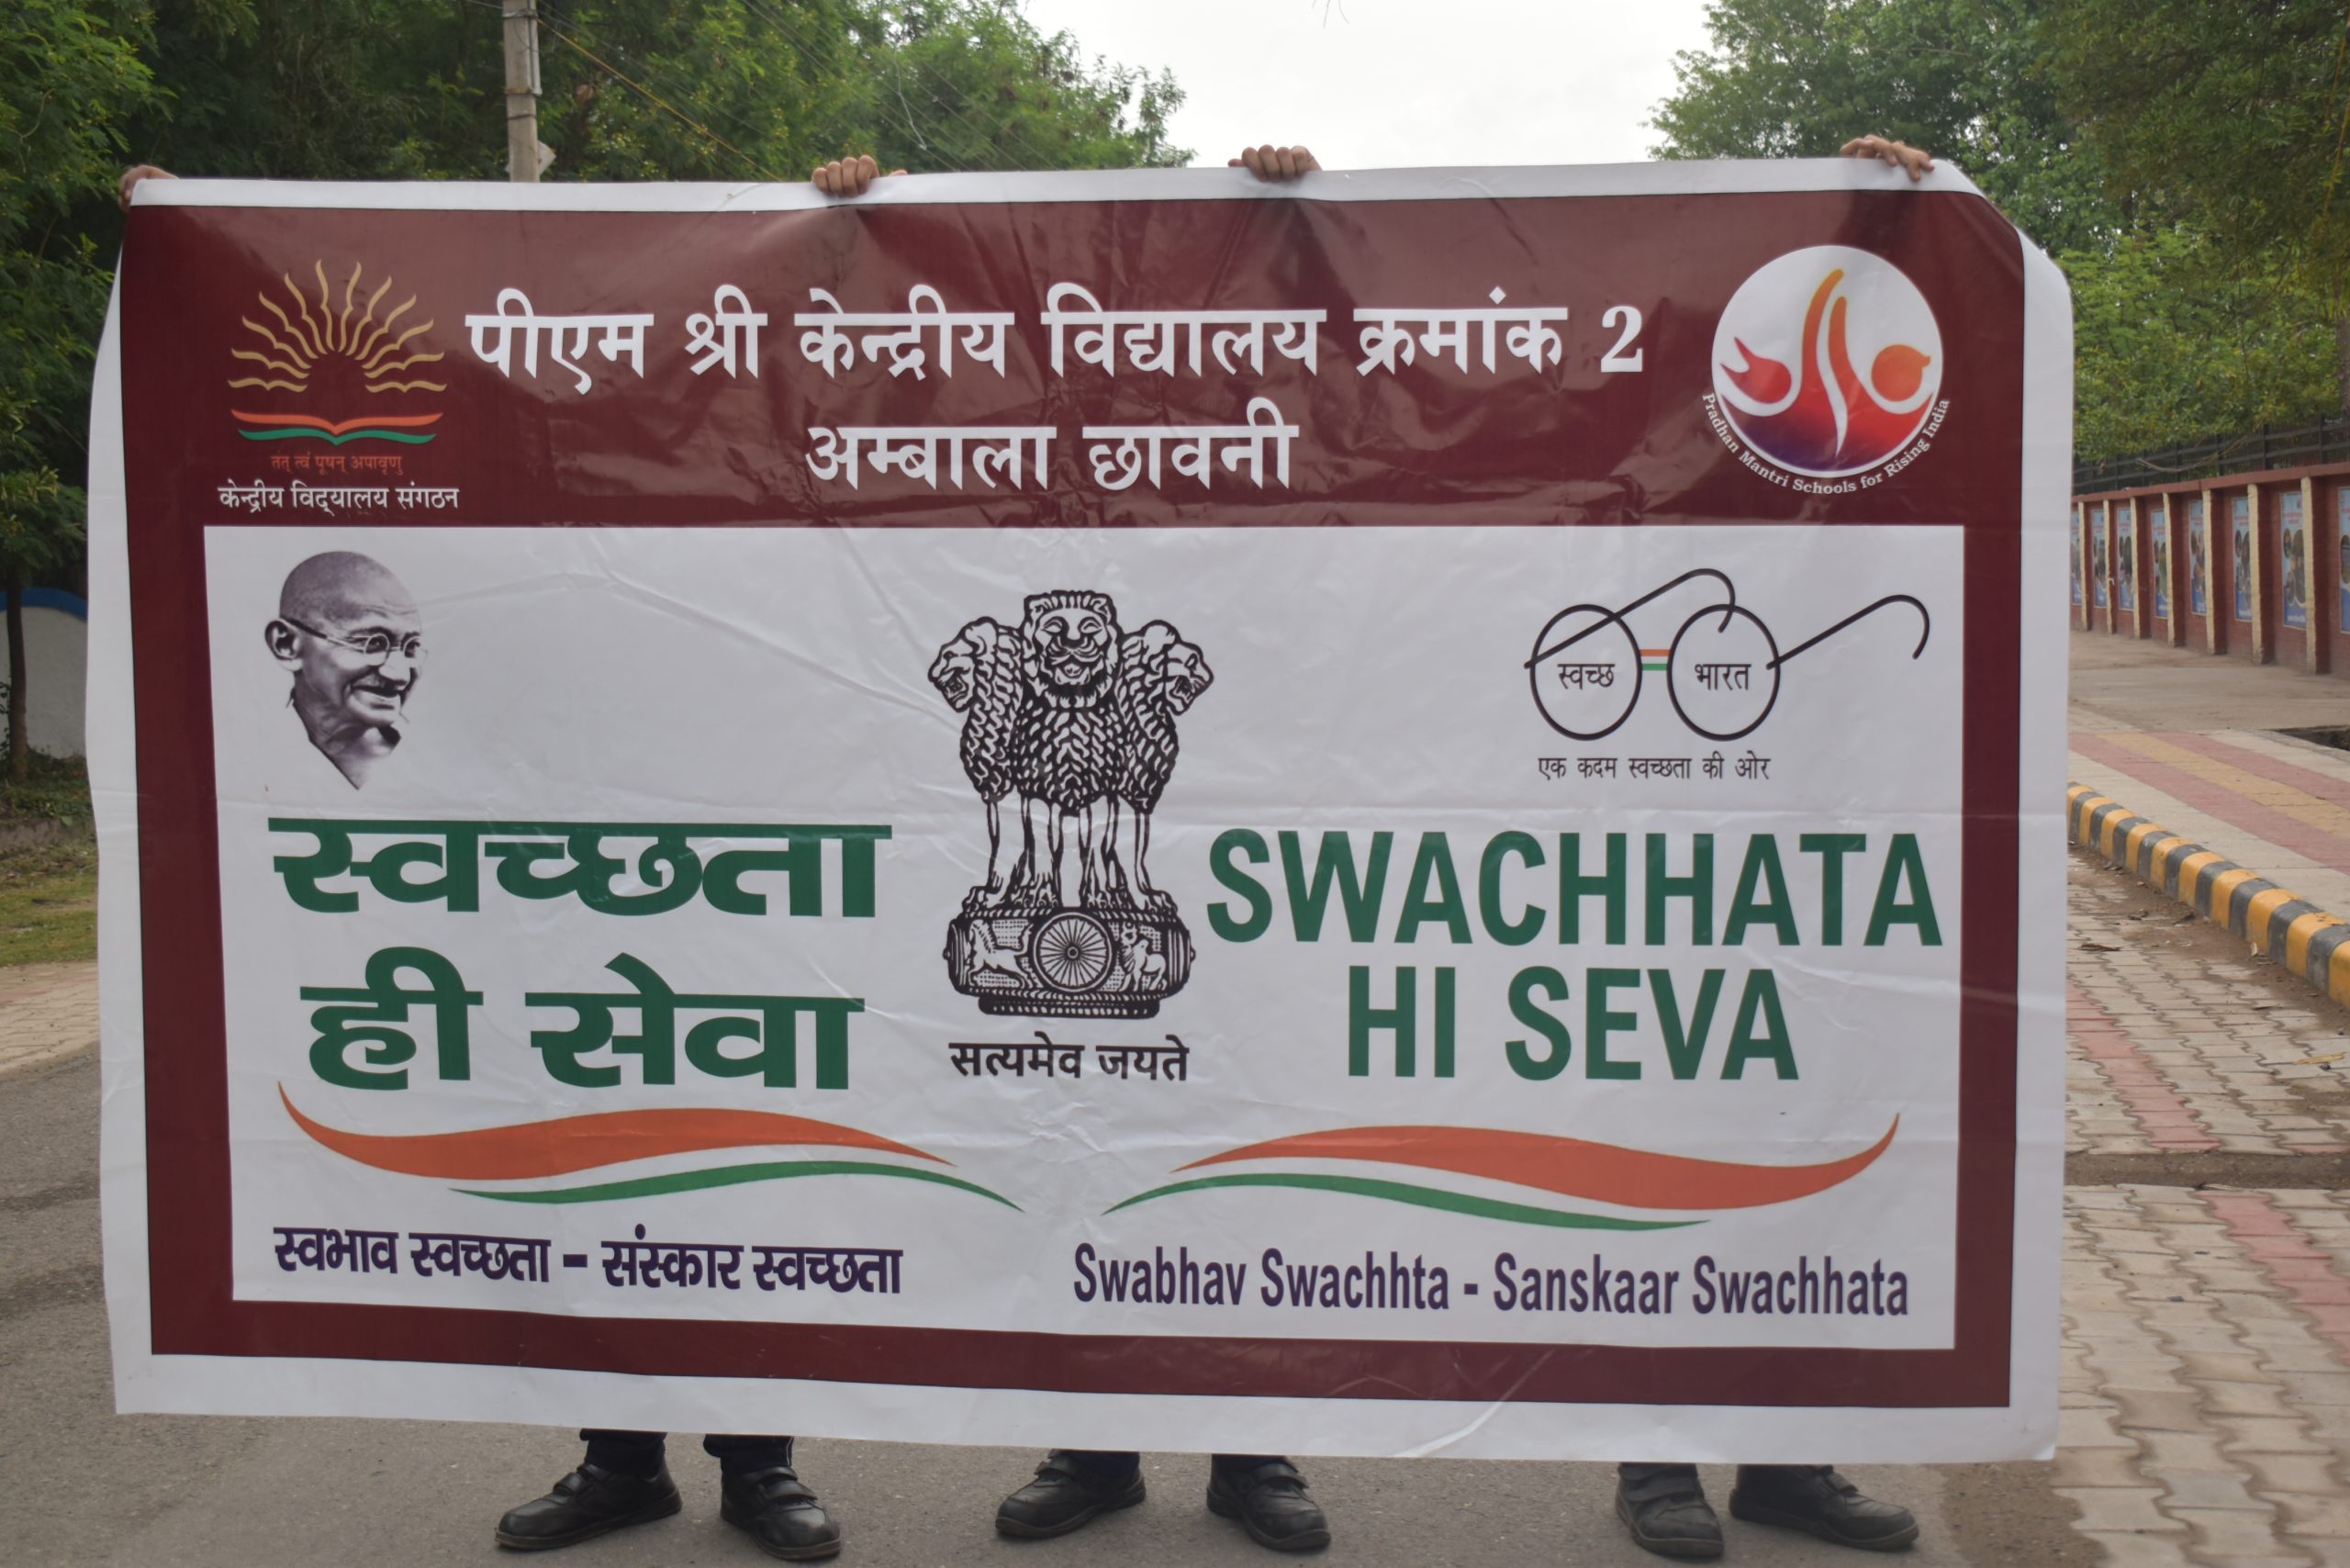 पीएम श्री केन्द्रीय विद्यालय क्रमांक 2
अम्बाला छावनी
तत् त्वं पूषन् अपावृणु
केन्द्रीय विद्यालय संगठन
Pradhan Mantri Schools for Rising India
स्वच्छ भारत
एक कदम स्वच्छता की ओर
स्वच्छता
ही सेवा
सत्यमेव जयते
SWACHHATA
HI SEVA
स्वभाव स्वच्छता - संस्कार स्वच्छता
Swabhav Swachhta - Sanskaar Swachhata